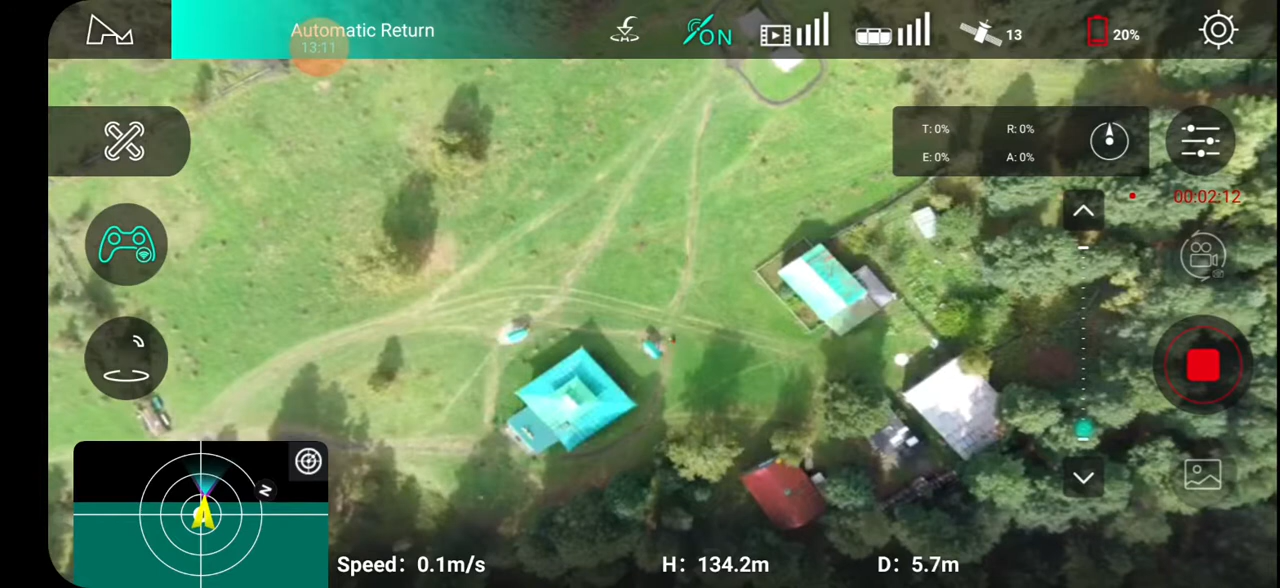 Automatic Return
13:11
ON
13
20%
T: 0%
R: 0%
E: 0%
A: 0%
00:02:12
N
Speed: 0.1m/s
H: 134.2m
D: 5.7m